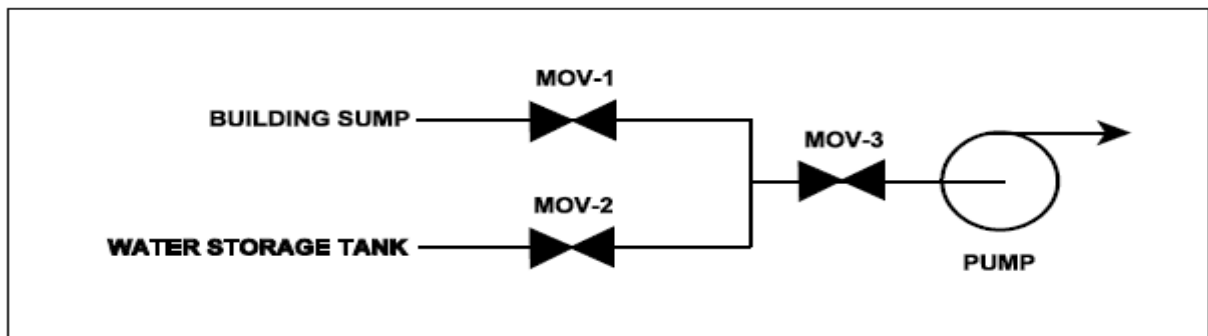 MOV-1
BUILDING SUMP
MOV-3
MOV-2
WATER STORAGE TANK
PUMP